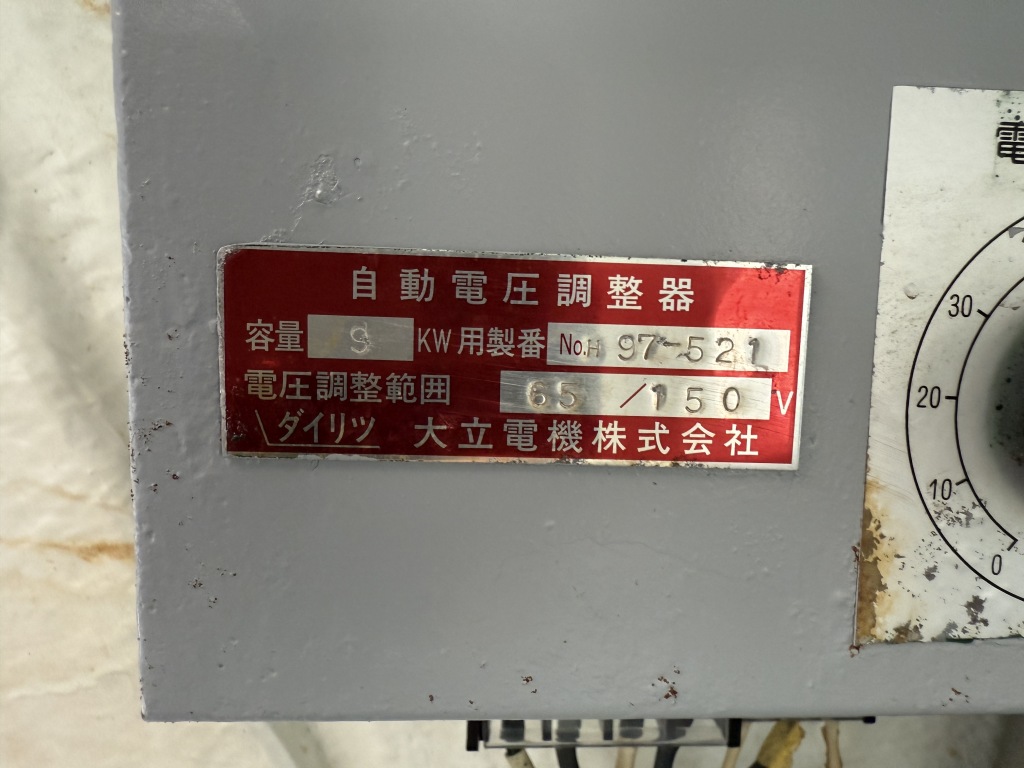 自動電圧調整器
容量 KW用製番 No.H 97-521
電圧調整範囲 65 /150 V
ダイリツ 大立電機株式会社
電
30
20
10
0